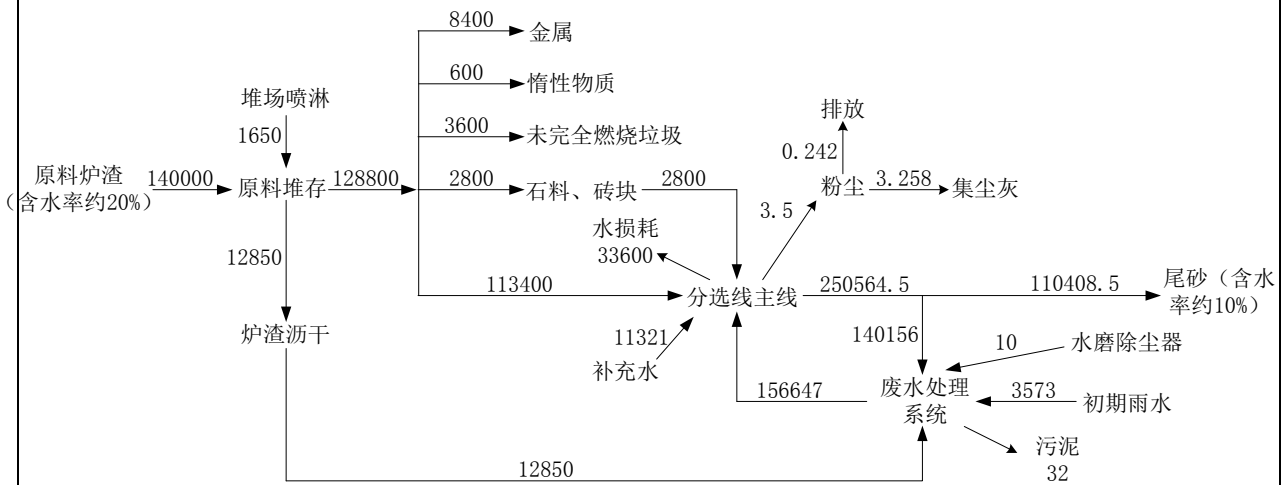 8400
金属
600
惰性物质
堆场喷淋
排放
1650
3600
未完全燃烧垃圾
0.242
原料炉渣
（含水率约20%）
140000
原料堆存
128800
2800
石料、砖块
2800
粉尘
3.258
集尘灰
3.5
水损耗
33600
12850
113400
分选线主线
250564.5
110408.5
尾砂（含水
率约10%）
炉渣沥干
11321
补充水
140156
10
水磨除尘器
156647
废水处理
系统
3573
初期雨水
污泥
32
12850